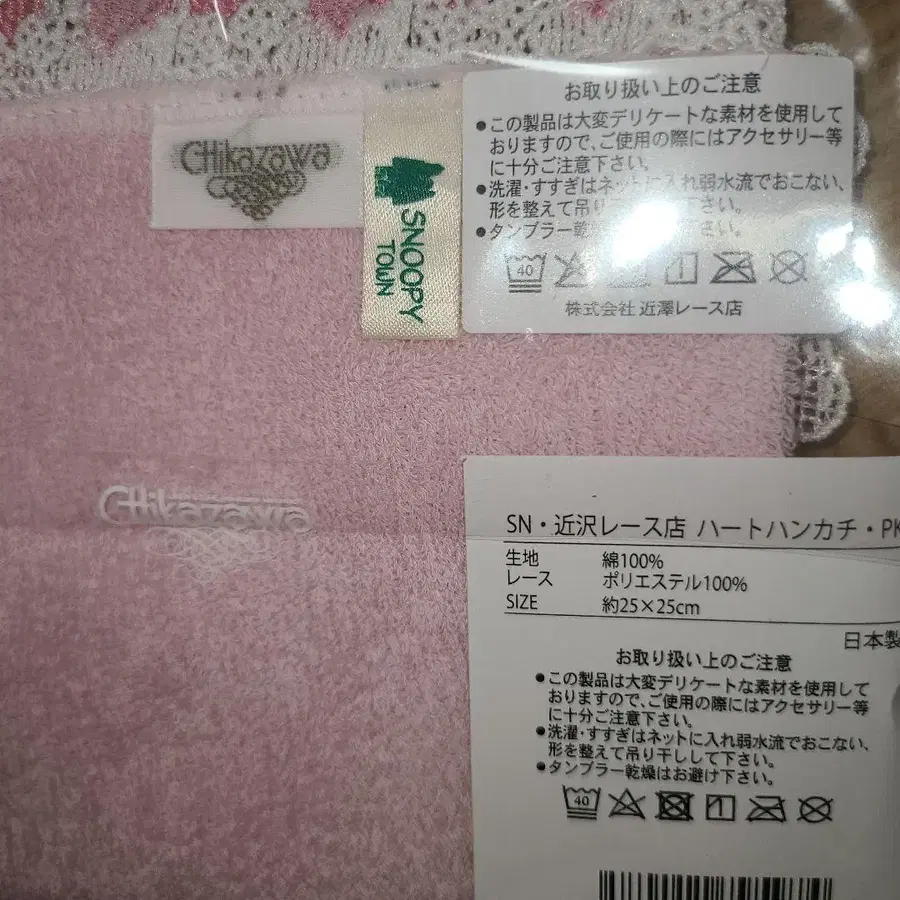 CHikazawa
SNOOPY
TOWN
お取り扱い上のご注意
●この製品は大変デリケートな素材を使用して
おりますので、ご使用の際にはアクセサリー等
に十分ご注意下さい。
●洗濯・すすぎはネットに入れ弱水流でおこない、
形を整えて吊り 下さい。
●タンブラー乾 さい。
40
株式会社 近澤レース店
CHikazawa
SN・近沢レース店 ハートハンカチ・PK
生地 綿100%
レース ポリエステル100%
SIZE 約25×25cm
日本製
お取り扱い上のご注意
●この製品は大変デリケートな素材を使用して
おりますので、ご使用の際にはアクセサリー等
に十分ご注意下さい。
●洗濯・すすぎはネットに入れ弱水流でおこない、
形を整えて吊り干しして下さい。
●タンブラー乾燥はお避け下さい。
40